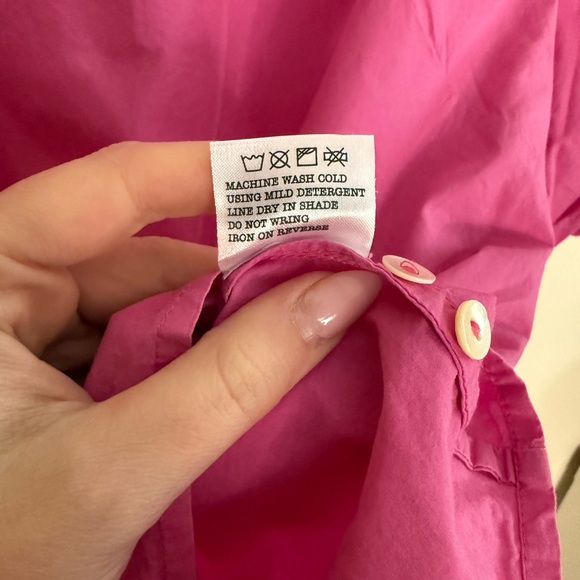 MACHINE WASH COLD
USING MILD DETERGENT
LINE DRY IN SHADE
DO NOT WRING
IRON ON REVERSE